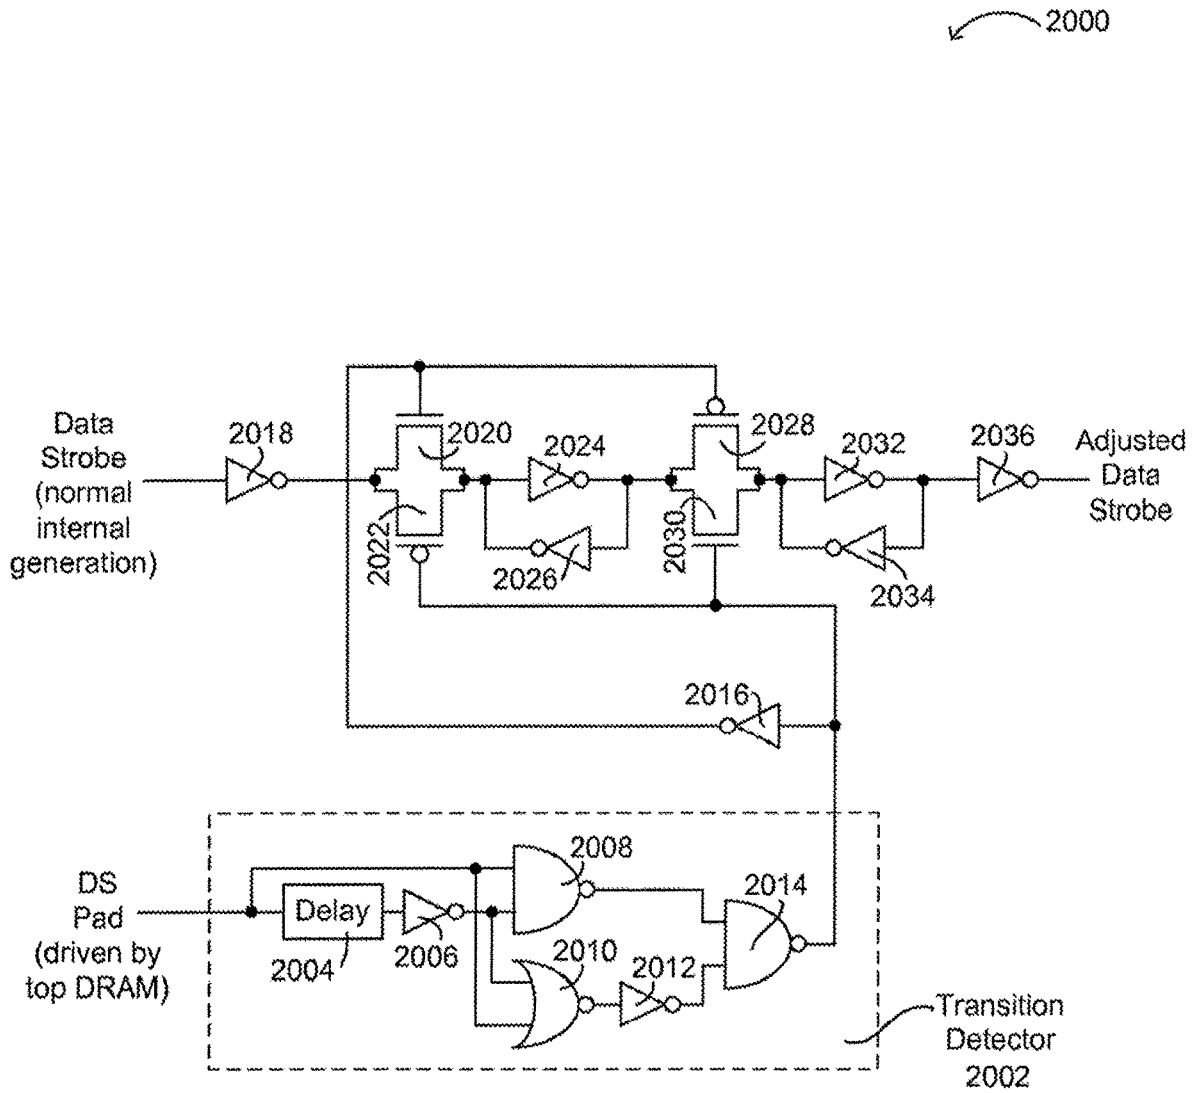 2000
Data
Strobe
(normal
internal
generation)
2018
2020
2022
2024
2026
2028
2030
2032
2034
2036
Adjusted
Data
Strobe
2016
DS
Pad
(driven by
top DRAM)
Delay
2004
2006
2008
2010
2012
2014
Transition
Detector
2002